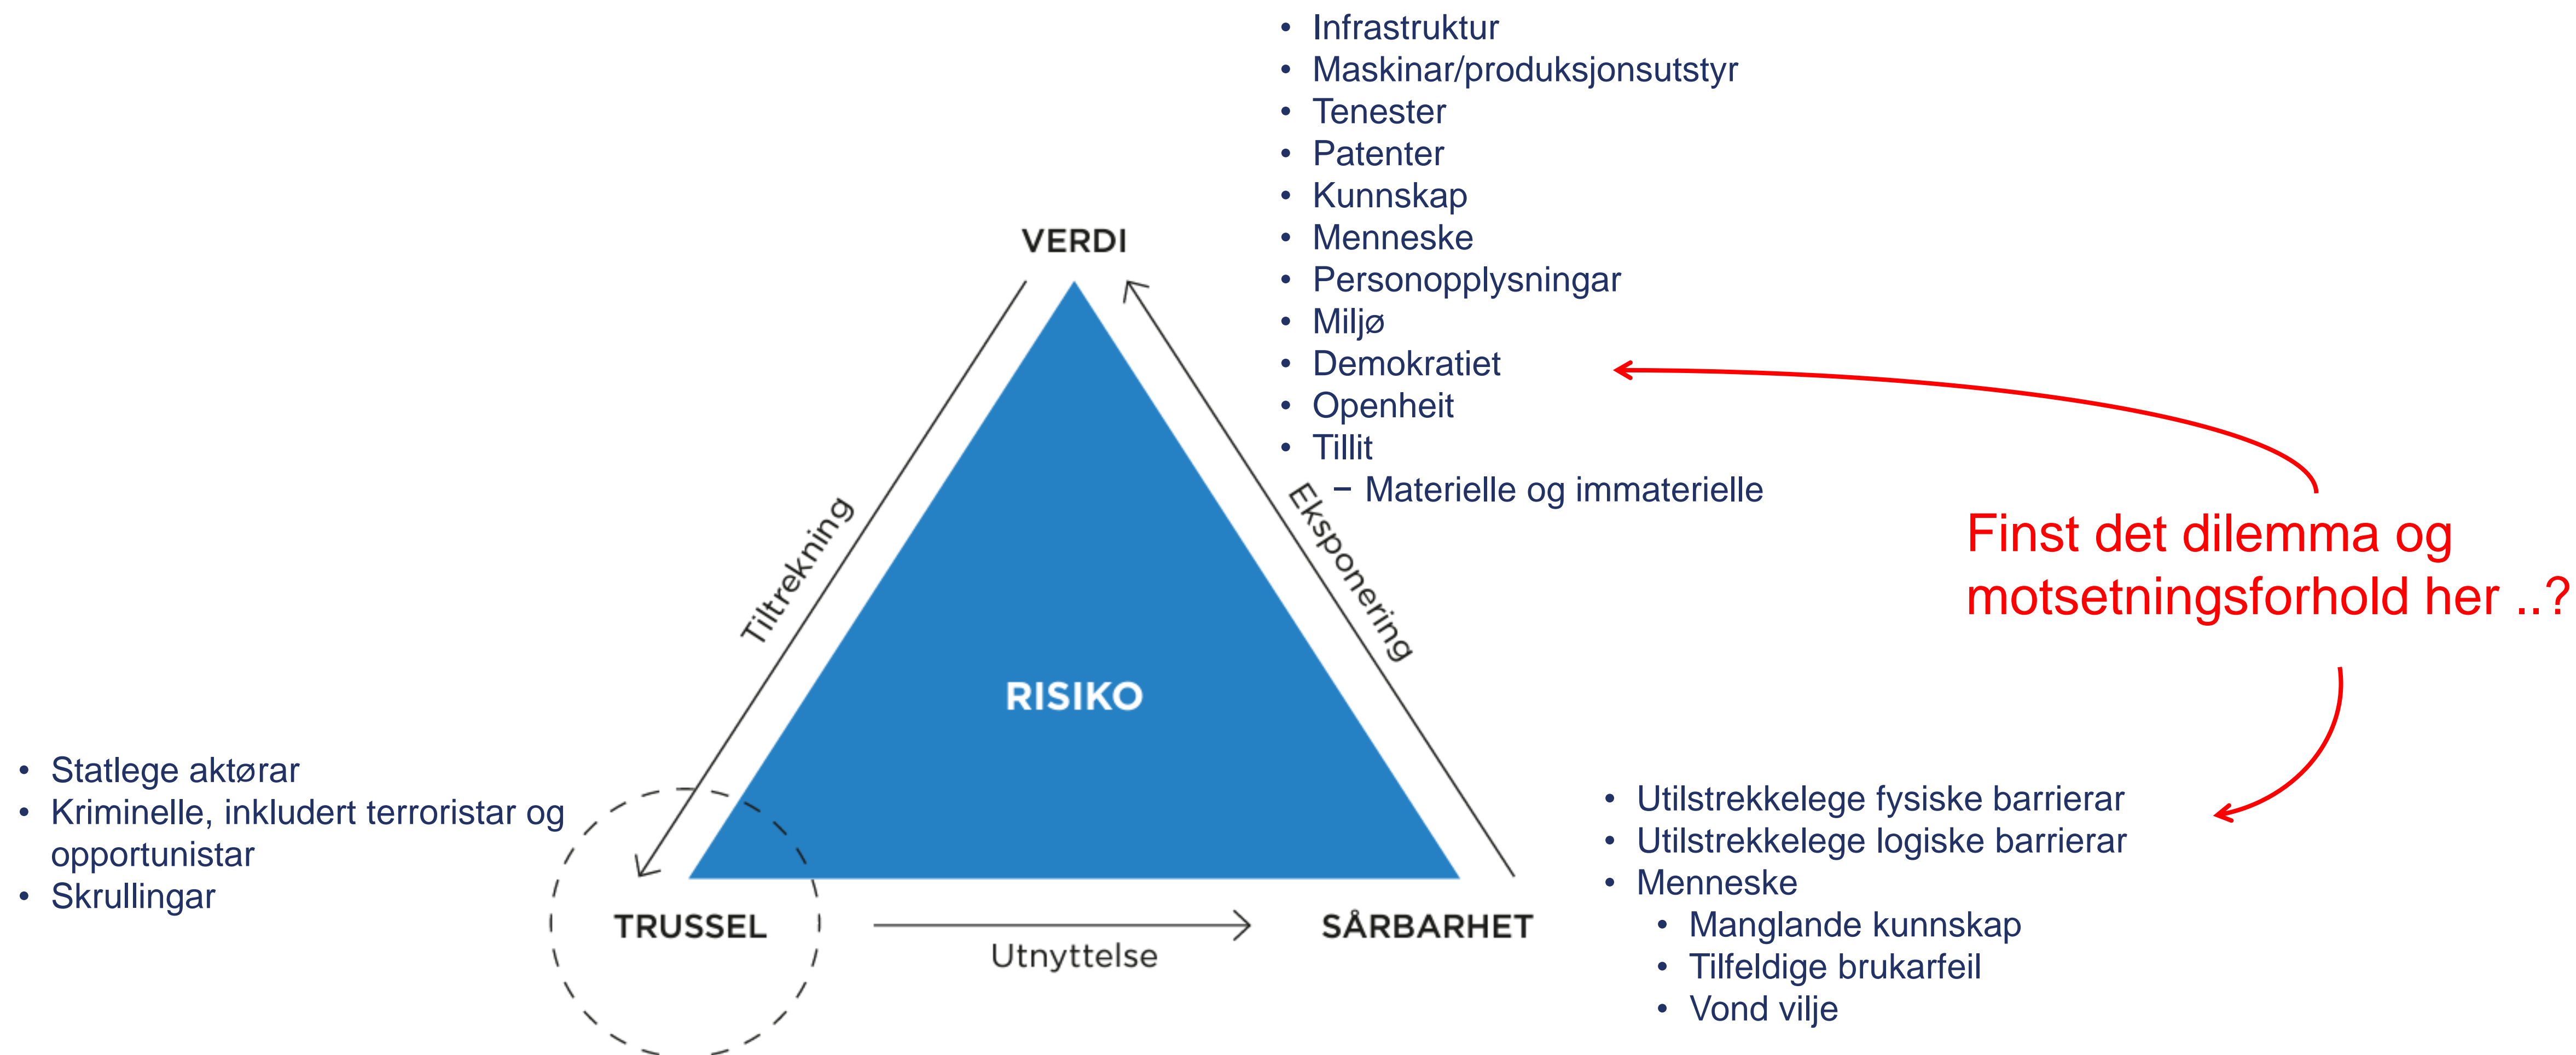 • Infrastruktur
• Maskinar/produksjonsutstyr
• Tenester
• Patenter
• Kunnskap
• Menneske
• Personopplysningar
• Miljø
• Demokratiet
• Openheit
• Tillit
− Materielle og immaterielle
VERDI
Tiltrekning
Eksponering
RISIKO
Finst det dilemma og
motsetningsforhold her ..?
• Statlege aktørar
• Kriminelle, inkludert terroristar og
opportunistar
• Skrullingar
TRUSSEL
Utnyttelse
SÅRBARHET
• Utilstrekkelege fysiske barrierar
• Utilstrekkelege logiske barrierar
• Menneske
• Manglande kunnskap
• Tilfeldige brukarfeil
• Vond vilje